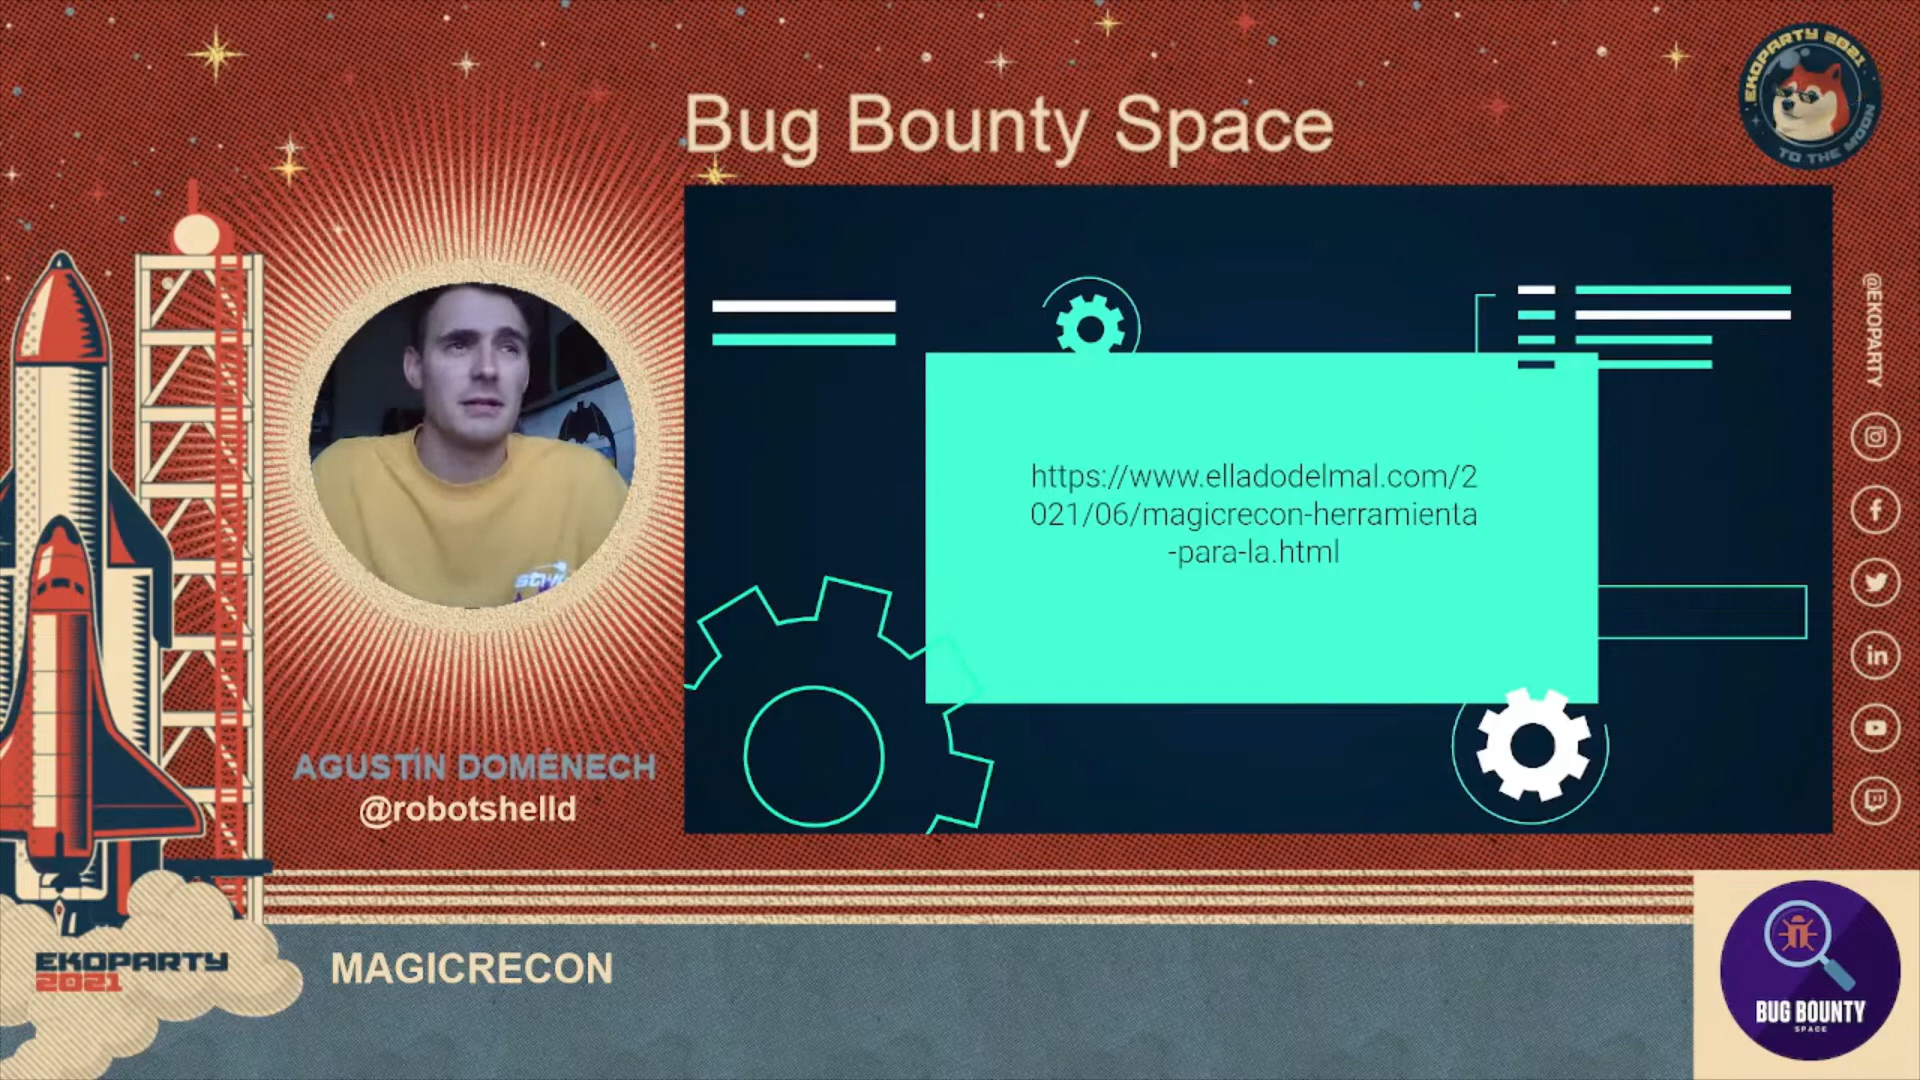 Bug Bounty Space
EKOPARTY 2021
TO THE MOON
@EKOPARTY
https://www.elladodelmal.com/2
021/06/magicrecon-herramienta
-para-la.html
AGUSTÍN DOMÉNECH
@robotshelld
EKOPARTY
2021
MAGICRECON
BUG BOUNTY
SPACE